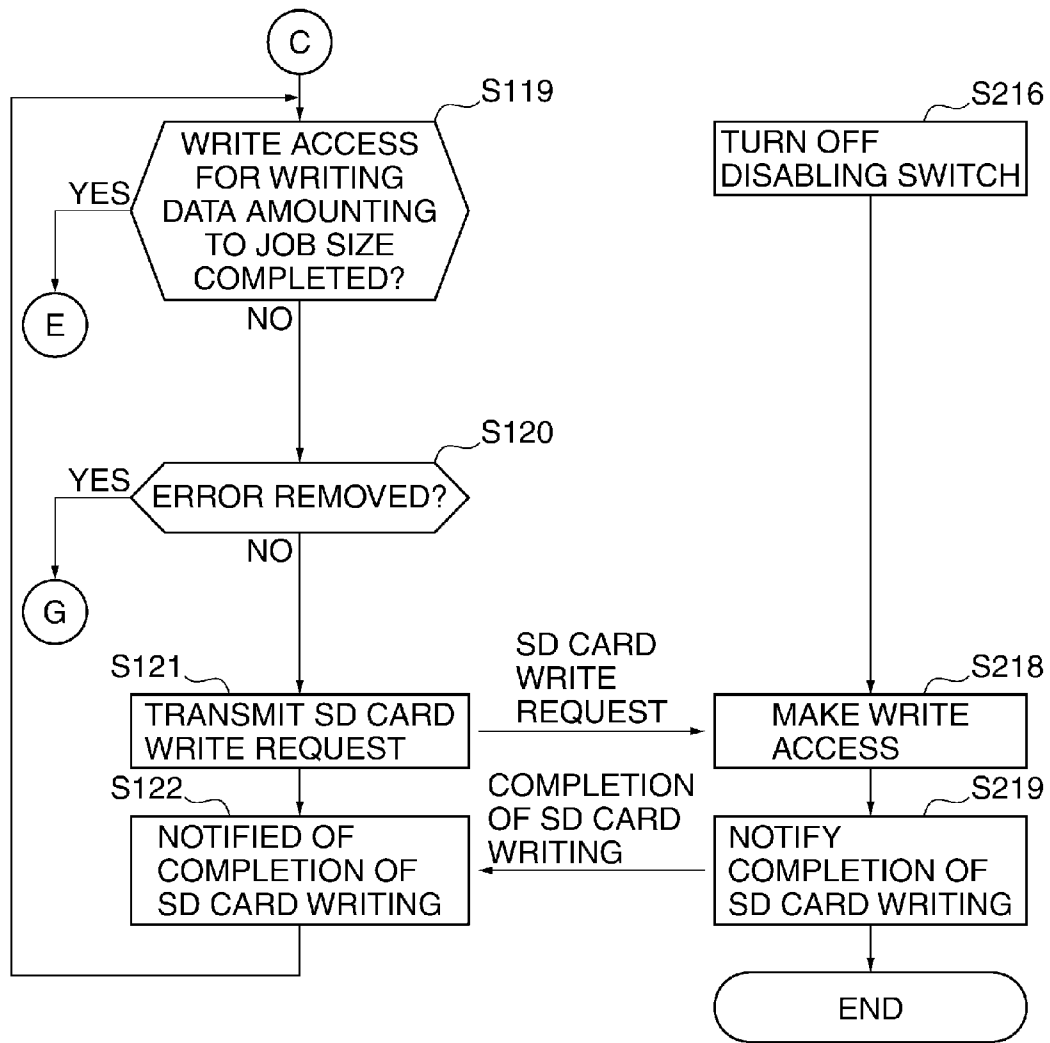 C
S119
WRITE ACCESS
FOR WRITING
DATA AMOUNTING
TO JOB SIZE
COMPLETED?
YES
E
NO
S120
ERROR REMOVED?
YES
G
NO
S121
TRANSMIT SD CARD
WRITE REQUEST
S122
NOTIFIED OF
COMPLETION OF
SD CARD WRITING
SD CARD
WRITE
REQUEST
COMPLETION
OF SD CARD
WRITING
S216
TURN OFF
DISABLING SWITCH
S218
MAKE WRITE
ACCESS
S219
NOTIFY
COMPLETION OF
SD CARD WRITING
END